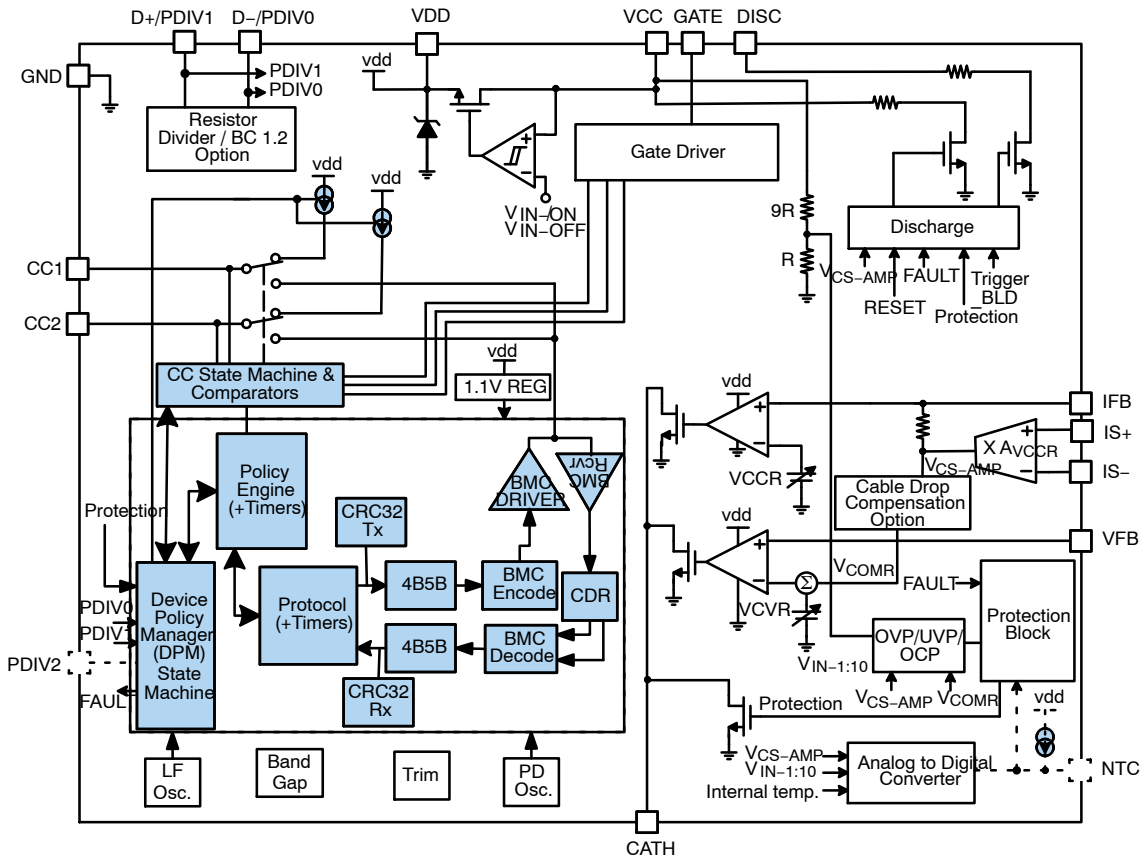 D+/PDIV1
D−/PDIV0
VDD
VCC
GATE
DISC
GND
PDIV1
PDIV0
vdd
Resistor
Divider / BC 1.2
Option
Gate Driver
vdd
vdd
+
−
V IN−/ON
V IN−OFF
9R
R
Discharge
VCS−AMP
FAULT
Trigger
_BLD
RESET
Protection
CC1
CC2
CC State Machine &
Comparators
vdd
1.1V REG
vdd
+
−
VCCR
IFB
IS+
IS−
+
−
X AVCCR
VCS−AMP
Cable Drop
Compensation
Option
Policy
Engine
(+Timers)
BMC
DRIVER
BMC
Rcvr
Protection
CRC32
Tx
vdd
+
−
Σ
VCOMR
VCVR
VFB
FAULT
Protection
Block
Device
Policy
Manager
(DPM)
State
Machine
PDIV0
PDIV1
PDIV2
FAUL
Protocol
(+Timers)
4B5B
BMC
Encode
CDR
4B5B
BMC
Decode
CRC32
Rx
VIN−1:10
OVP/UVP/
OCP
VCS−AMP
VCOMR
vdd
Protection
VCS−AMP
VIN−1:10
Internal temp.
Analog to Digital
Converter
NTC
LF
Osc.
Band
Gap
Trim
PD
Osc.
CATH